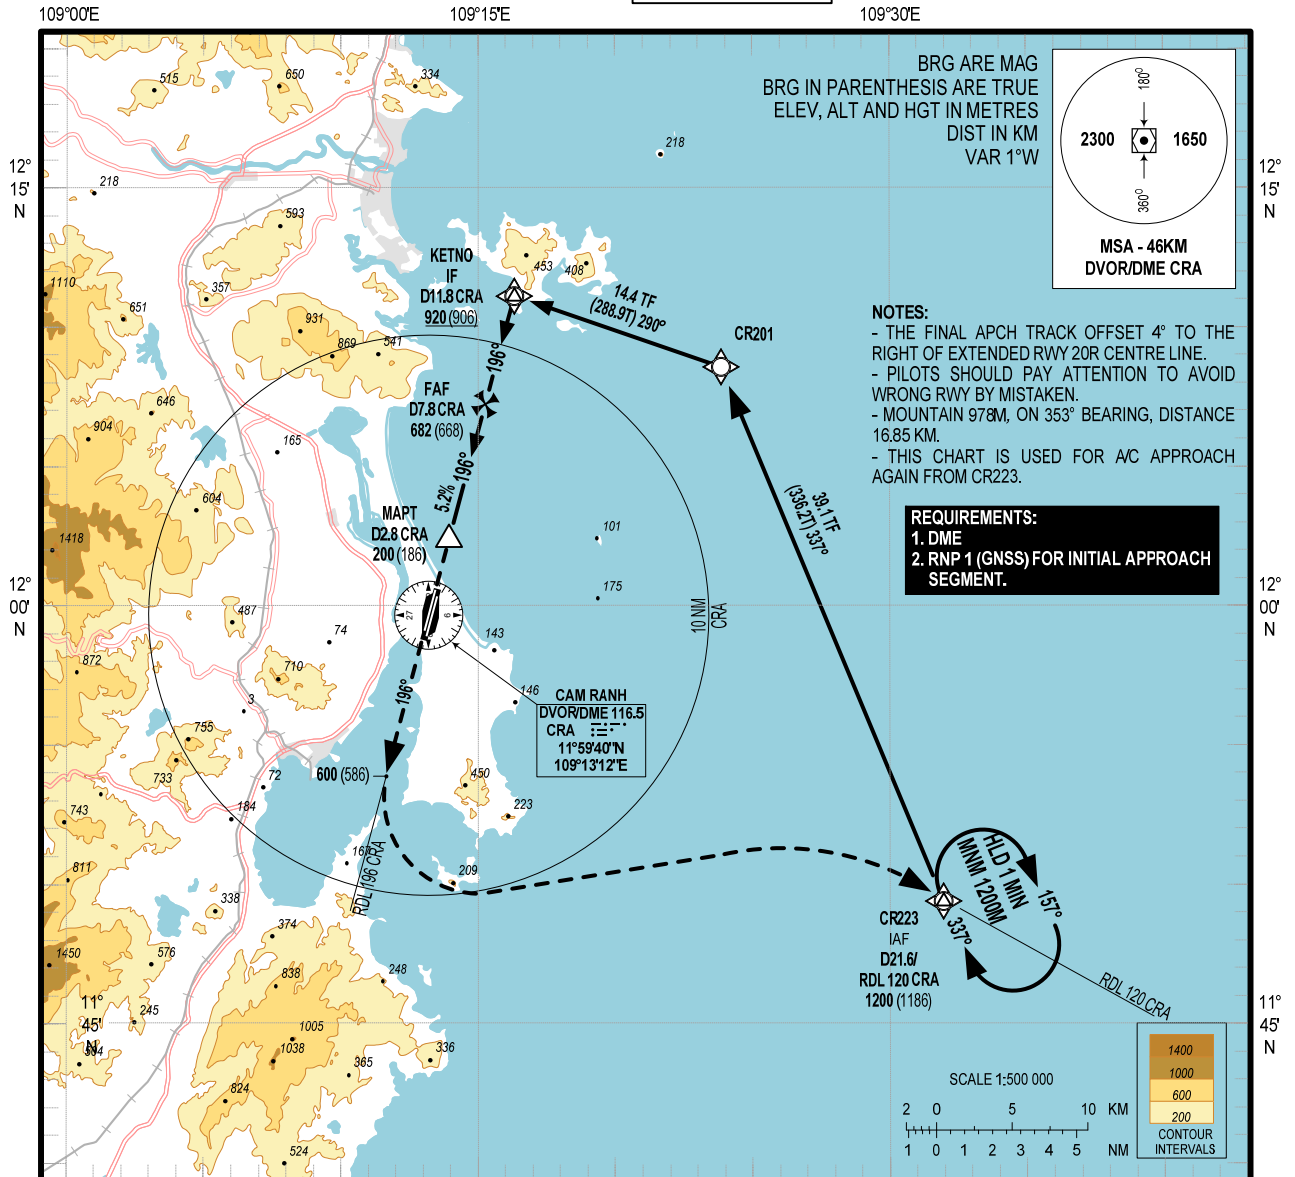 109°00'E
109°15'E
109°30'E
BRG ARE MAG
BRG IN PARENTHESIS ARE TRUE
ELEV, ALT AND HGT IN METRES
DIST IN KM
VAR 1°W
180°
2300
1650
360°
MSA - 46KM
DVOR/DME CRA
12°
15'
N
12°
15'
N
515
650
334
218
218
593
1110
651
357
931
869
541
453
408
KETNO
IF
D11.8 CRA
920 (906)
14.4 TF
(288.9T) 290°
CR201
NOTES:
- THE FINAL APCH TRACK OFFSET 4° TO THE
RIGHT OF EXTENDED RWY 20R CENTRE LINE.
- PILOTS SHOULD PAY ATTENTION TO AVOID
WRONG RWY BY MISTAKEN.
- MOUNTAIN 978M, ON 353° BEARING, DISTANCE
16.85 KM.
- THIS CHART IS USED FOR A/C APPROACH
AGAIN FROM CR223.
196°
FAF
D7.8 CRA
682 (668)
646
904
165
604
1418
5.2%
196°
MAPT
D2.8 CRA
200 (186)
101
175
39.1 TF
(336.2T) 337°
REQUIREMENTS:
1. DME
2. RNP 1 (GNSS) FOR INITIAL APPROACH
SEGMENT.
12°
00'
N
12°
00'
N
10 NM
CRA
27
9
487
74
143
872
710
3
146
196°
CAM RANH
DVOR/DME 116.5
CRA
11°59'40"N
109°13'12"E
755
733
72
600 (586)
450
743
184
223
811
RDL 196 CRA
209
338
HLD 1 MIN
MNM 1200M
157°
337°
CR223
IAF
D21.6/
RDL 120 CRA
1200 (1186)
RDL 120 CRA
374
1450
576
838
248
245
1005
1038
365
336
824
524
11°
45'
N
11°
45'
N
SCALE 1:500 000
2 0 5 10 KM
1 0 1 2 3 4 5 NM
1400
1000
600
200
CONTOUR
INTERVALS